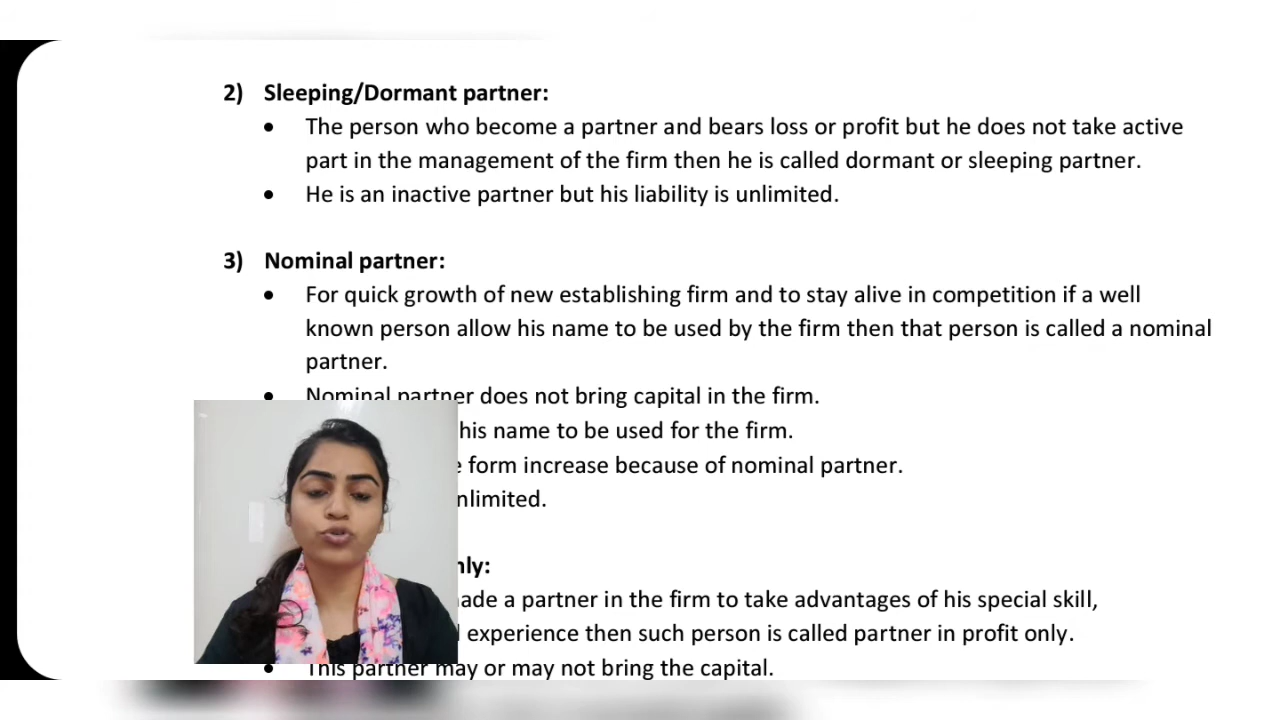 2) Sleeping/Dormant partner:
• The person who become a partner and bears loss or profit but he does not take active
part in the management of the firm then he is called dormant or sleeping partner.
• He is an inactive partner but his liability is unlimited.
3) Nominal partner:
• For quick growth of new establishing firm and to stay alive in competition if a well
known person allow his name to be used by the firm then that person is called a nominal
partner.
• Nominal partner does not bring capital in the firm.
his name to be used for the firm.
form increase because of nominal partner.
a partner in the firm to take advantages of his special skill,
experience then such person is called partner in profit only.
• This partner may or may not bring the capital.